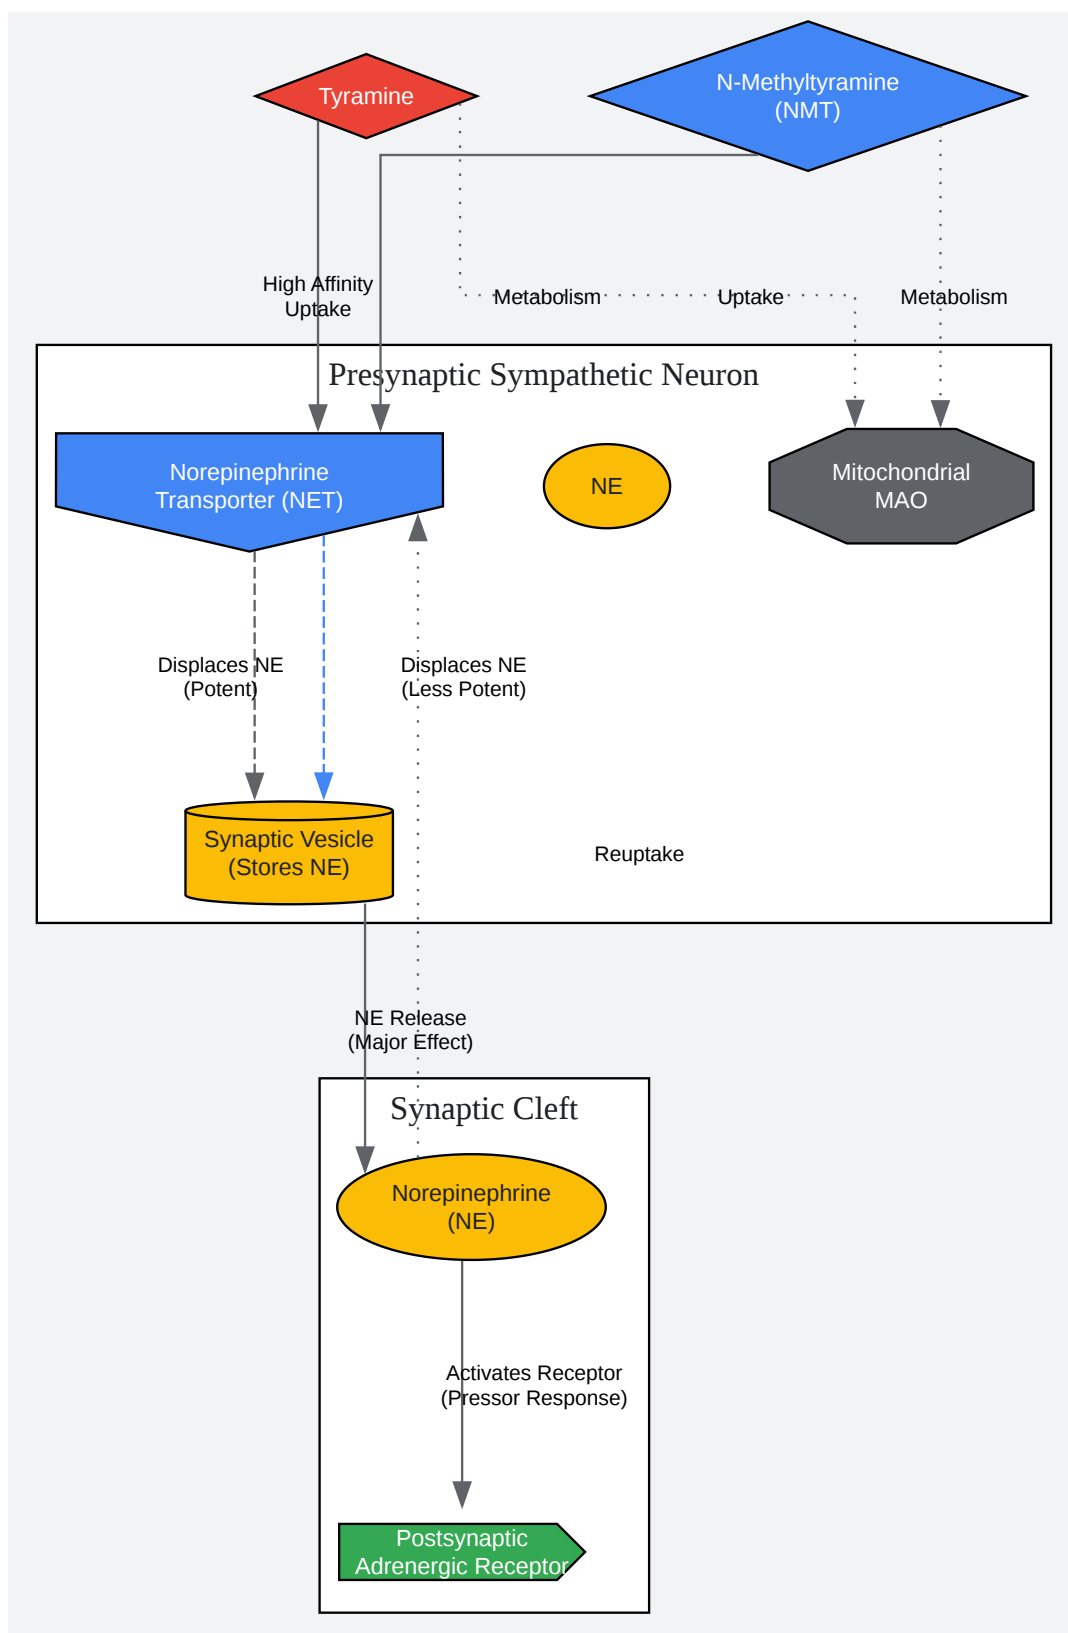 Tyramine
N-Methyltyramine
(NMT)
High Affinity
Uptake
Metabolism
Uptake
Metabolism
Presynaptic Sympathetic Neuron
Norepinephrine
Transporter (NET)
NE
Mitochondrial
MAO
Displaces NE
(Potent)
Displaces NE
(Less Potent)
Synaptic Vesicle
(Stores NE)
Reuptake
NE Release
(Major Effect)
Synaptic Cleft
Norepinephrine
(NE)
Activates Receptor
(Pressor Response)
Postsynaptic
Adrenergic Receptor